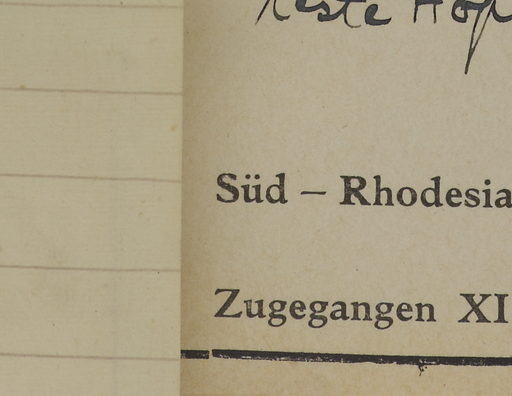 Süd – Rhodesia
Zugegangen XI